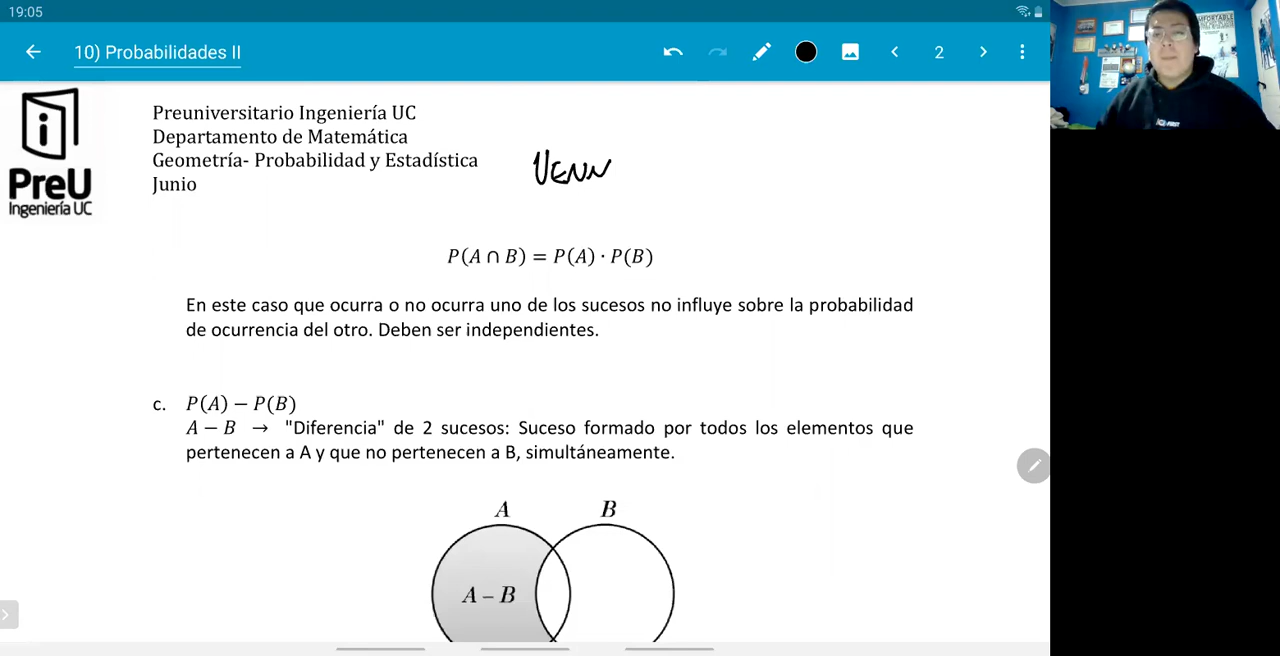 19:05
10) Probabilidades II
2
PreU
Ingeniería UC
Preuniversitario Ingeniería UC
Departamento de Matemática
Geometría- Probabilidad y Estadística
Junio
VENN
P(A ∩ B) = P(A) · P(B)
En este caso que ocurra o no ocurra uno de los sucesos no influye sobre la probabilidad
de ocurrencia del otro. Deben ser independientes.
c. P(A) − P(B)
A − B → "Diferencia" de 2 sucesos: Suceso formado por todos los elementos que
pertenecen a A y que no pertenecen a B, simultáneamente.
A B
A – B